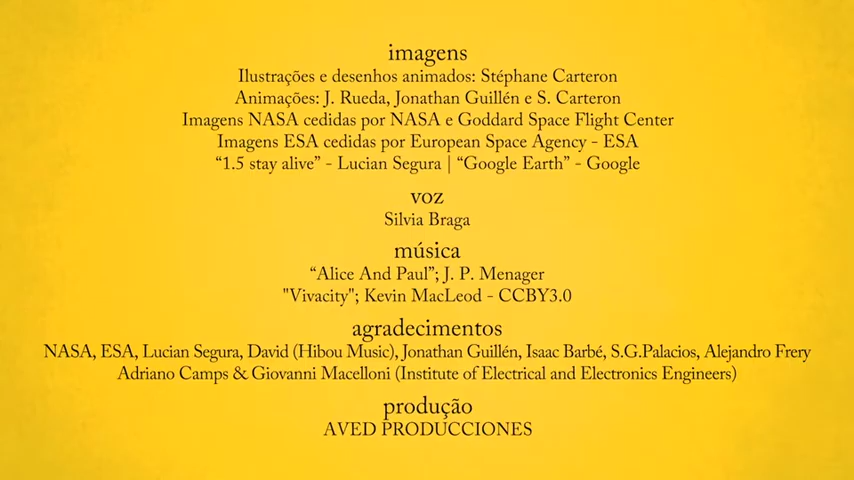 imagens
Ilustrações e desenhos animados: Stéphane Carteron
Animações: J. Rueda, Jonathan Guillén e S. Carteron
Imagens NASA cedidas por NASA e Goddard Space Flight Center
Imagens ESA cedidas por European Space Agency - ESA
“1.5 stay alive” - Lucian Segura | “Google Earth” - Google
voz
Silvia Braga
música
“Alice And Paul”; J. P. Menager
"Vivacity"; Kevin MacLeod - CCBY3.0
agradecimentos
NASA, ESA, Lucian Segura, David (Hibou Music), Jonathan Guillén, Isaac Barbé, S.G.Palacios, Alejandro Frery
Adriano Camps & Giovanni Macelloni (Institute of Electrical and Electronics Engineers)
produção
AVED PRODUCCIONES